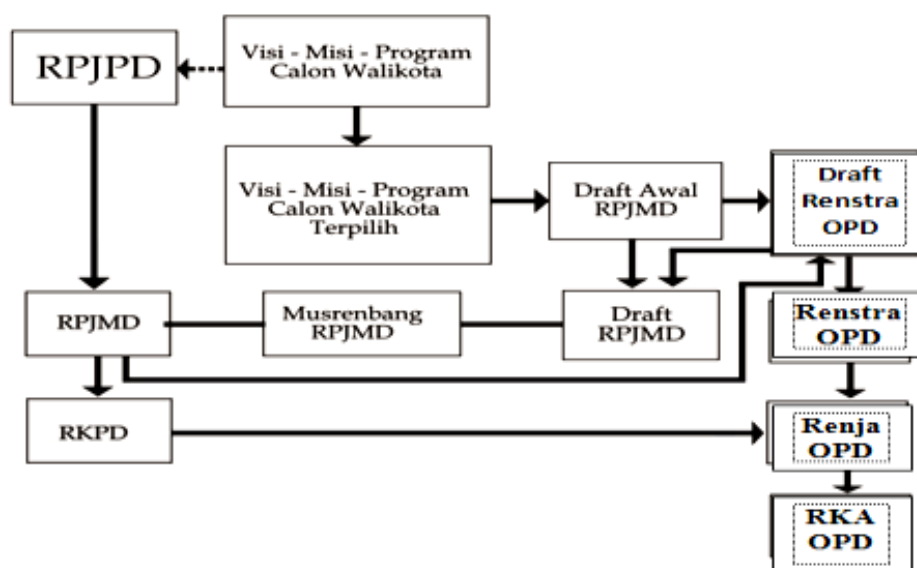 RPJPD
Visi - Misi - Program
Calon Walikota
Visi - Misi - Program
Calon Walikota
Terpilih
Draft Awal
RPJMD
Draft
Renstra
OPD
RPJMD
Musrenbang
RPJMD
Draft
RPJMD
Renstra
OPD
RKPD
Renja
OPD
RKA
OPD